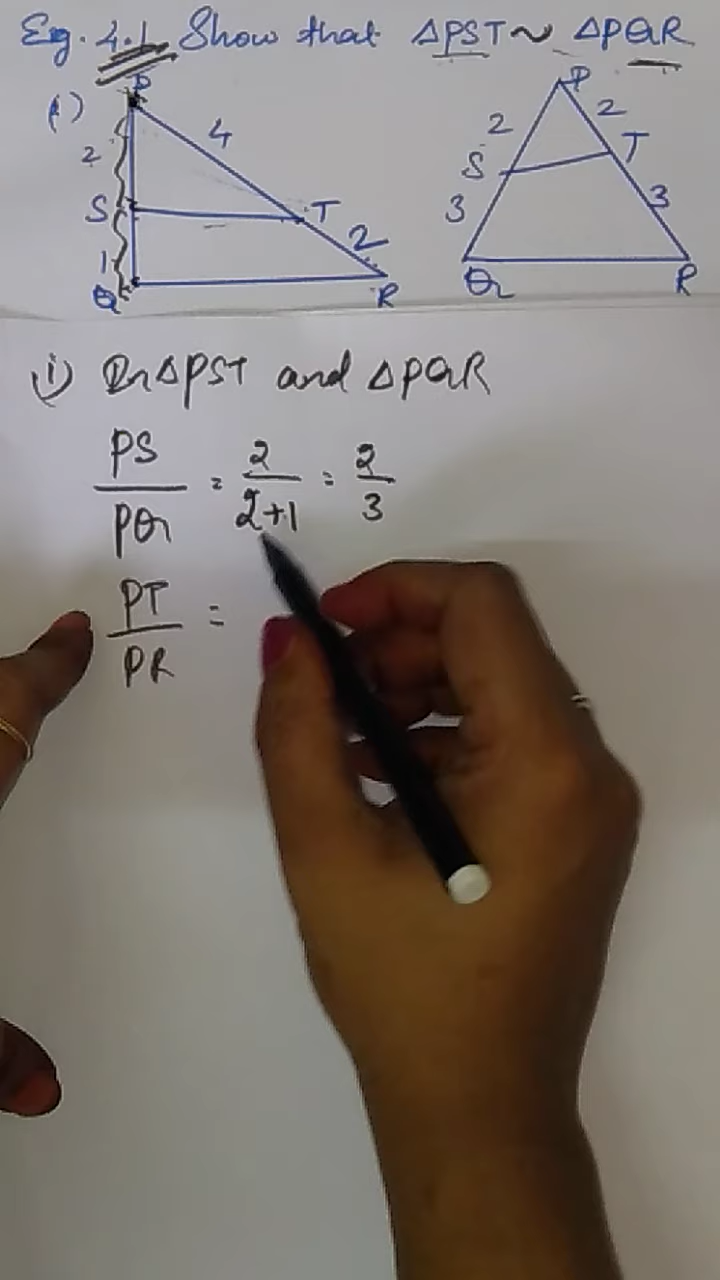 Eg. 4.1 Show that ΔPST ~ ΔPQR
(i)
P
2
4
S
T
1
2
Q
R
P
2
2
S
T
3
3
Q
R
(i) In ΔPST and ΔPQR
PS/PQ = 2/2+1 = 2/3
PT/PR =